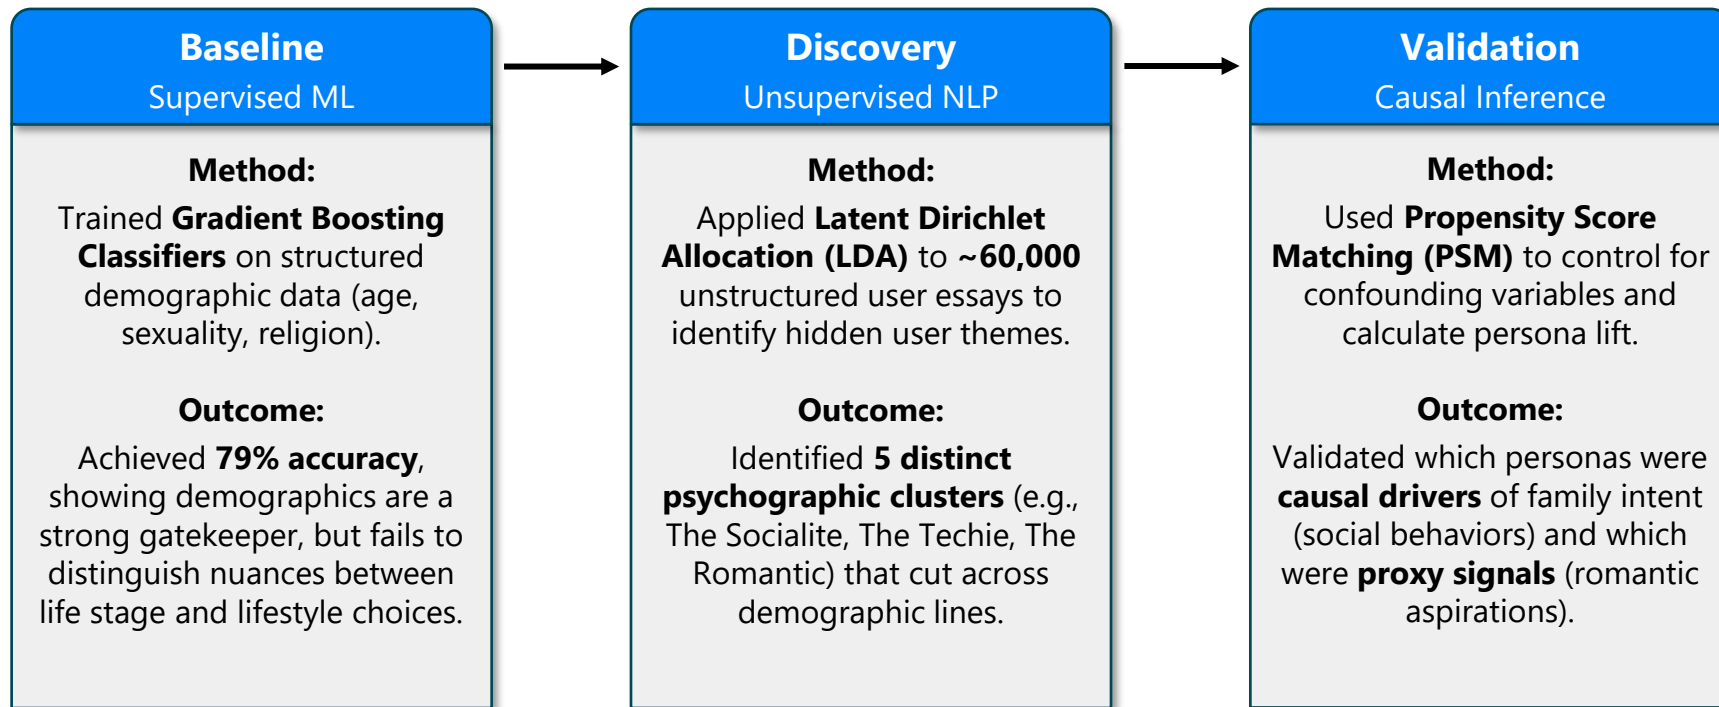 Baseline
Supervised ML
Method:
Trained Gradient Boosting
Classifiers on structured
demographic data (age,
sexuality, religion).
Outcome:
Achieved 79% accuracy,
showing demographics are a
strong gatekeeper, but fails to
distinguish nuances between
life stage and lifestyle choices.
Discovery
Unsupervised NLP
Method:
Applied Latent Dirichlet
Allocation (LDA) to ~60,000
unstructured user essays to
identify hidden user themes.
Outcome:
Identified 5 distinct
psychographic clusters (e.g.,
The Socialite, The Techie, The
Romantic) that cut across
demographic lines.
Validation
Causal Inference
Method:
Used Propensity Score
Matching (PSM) to control for
confounding variables and
calculate persona lift.
Outcome:
Validated which personas were
causal drivers of family intent
(social behaviors) and which
were proxy signals (romantic
aspirations).